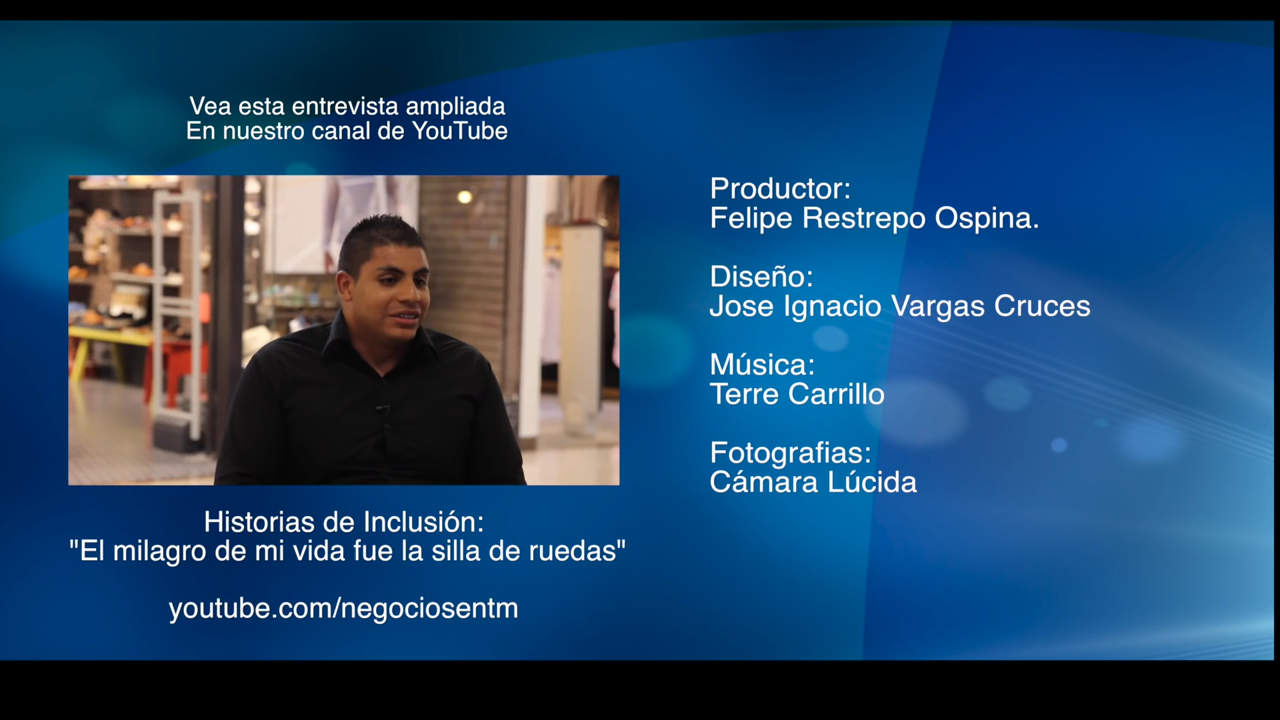 Vea esta entrevista ampliada
En nuestro canal de YouTube
Historias de Inclusión:
"El milagro de mi vida fue la silla de ruedas"
youtube.com/negociosentm
Productor:
Felipe Restrepo Ospina.
Diseño:
Jose Ignacio Vargas Cruces
Música:
Terre Carrillo
Fotografias:
Cámara Lúcida